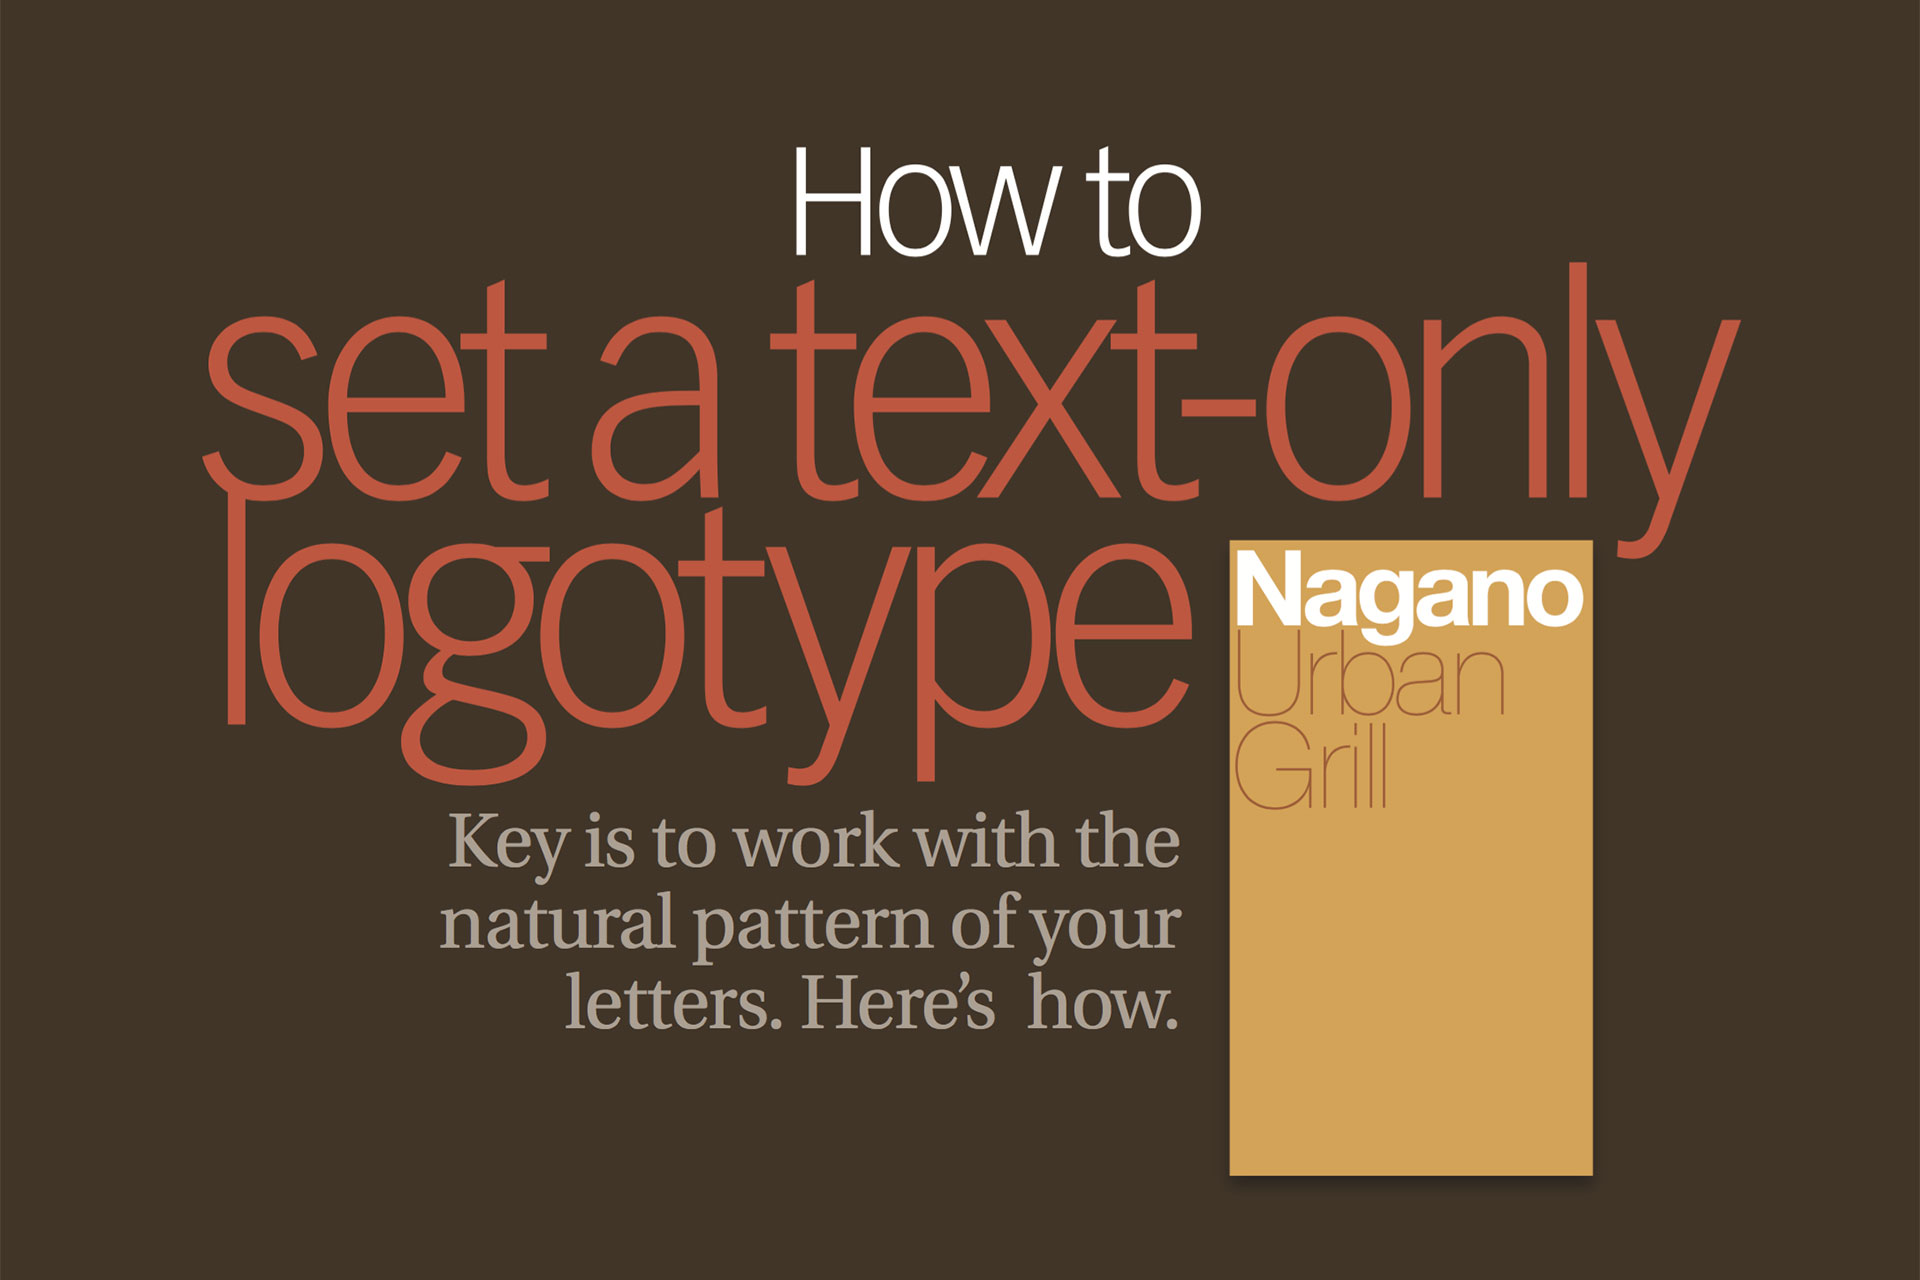 How to
set a text-only
logotype
Nagano
Urban
Grill
Key is to work with the
natural pattern of your
letters. Here’s  how.